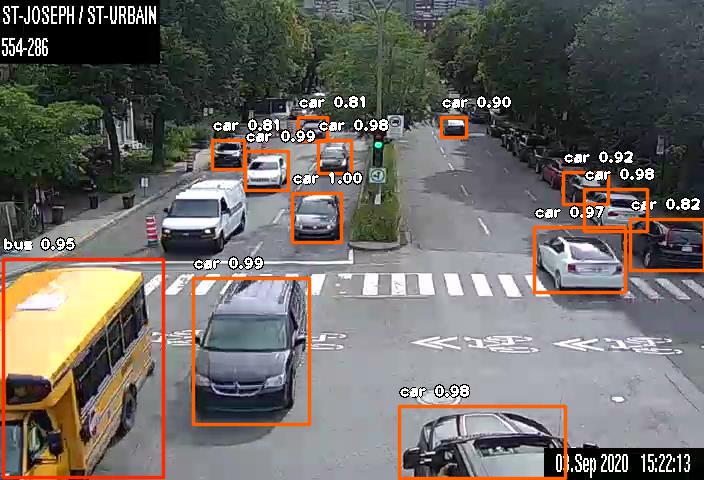 ST-JOSEPH / ST-URBAIN
554-286
car 0.81
car 0.90
car 0.81
car 0.98
car 0.99
car 0.92
car 1.00
car 0.98
car 0.82
car 0.97
bus 0.95
car 0.99
car 0.98
03.Sep 2020 15:22:13